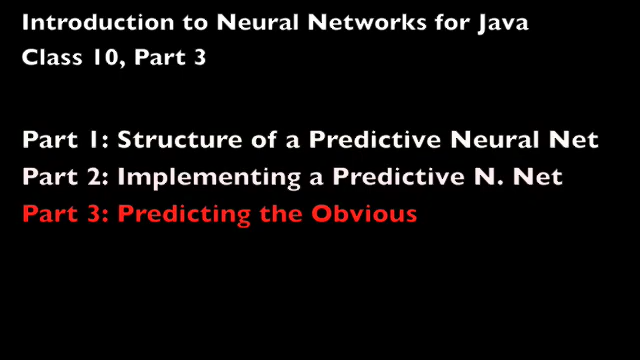 Introduction to Neural Networks for Java
Class 10, Part 3
Part 1: Structure of a Predictive Neural Net
Part 2: Implementing a Predictive N. Net
Part 3: Predicting the Obvious